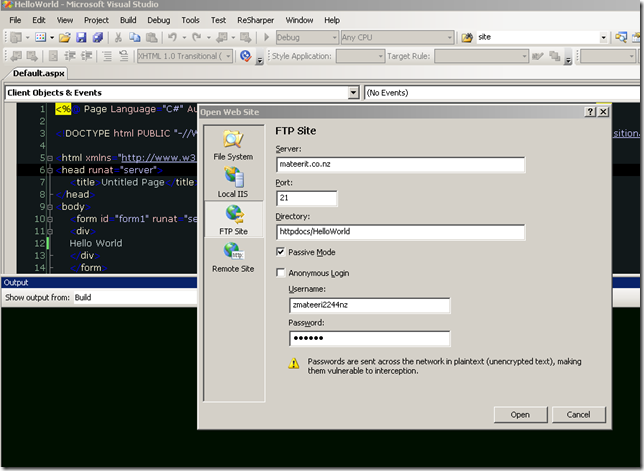 HelloWorld - Microsoft Visual Studio
File Edit View Project Build Debug Tools Test ReSharper Window Help
Debug Any CPU site
XHTML 1.0 Transitional ( Style Application: Target Rule:
Default.aspx
Client Objects & Events (No Events)
1 <% Page Language="C#" Au
2
3 DOCTYPE html PUBLIC "-//W sition.
4
5 html xmlns="http://www.w3
6 <head runat="server">
7 title Untitled Page title
8 /head>
9 <body>
10 form id="form1" runat="se
11 div>
12 Hello World
13 </div>
14 </form>
Output
Show output from: Build
Open Web Site
File System
Local IIS
FTP Site
Remote Site
FTP Site
Server:
mateerit.co.nz
Port:
21
Directory:
httpdocs/HelloWorld
Passive Mode
Anonymous Login
Username:
zmateeri2244nz
Password:
••••••
Passwords are sent across the network in plaintext (unencrypted text), making
them vulnerable to interception.
Open Cancel